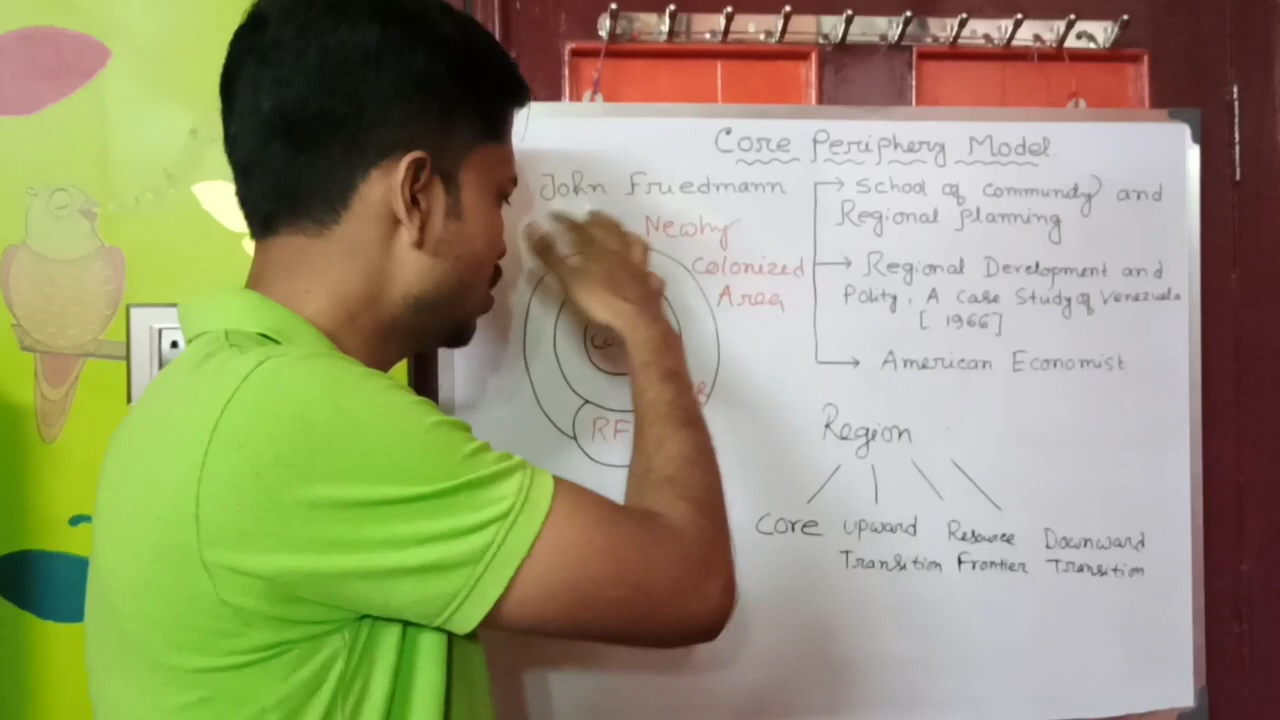 Core Periphery Model
John Friedmann
→ School of community and
Regional planning
→ Regional Development and
Polity, A Case Study of Venezuela
[ 1966 ]
→ American Economist
Newly
Colonized
Area
RF
Region
Core Upward Resource Downward
Transition Frontier Transition